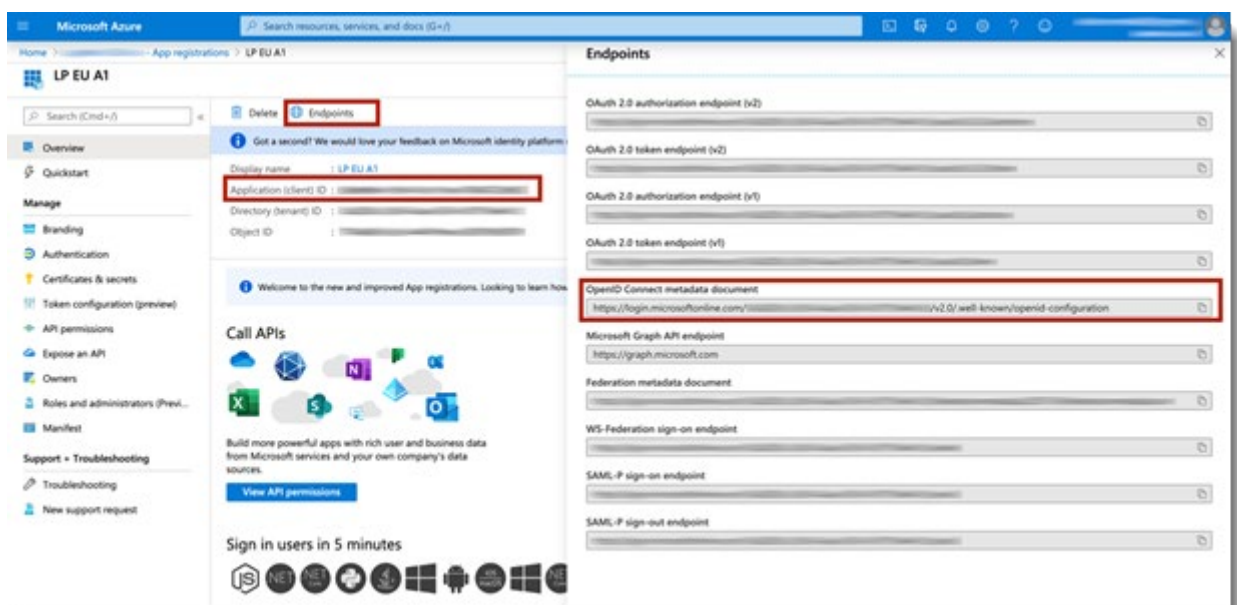 Microsoft Azure
Search resources, services, and docs (G+/)
Home > - App registrations > LP EU A1
LP EU A1
Search (Cmd+/)
Overview
Quickstart
Manage
Branding
Authentication
Certificates & secrets
Token configuration (preview)
API permissions
Expose an API
Owners
Roles and administrators (Previ...
Manifest
Support + Troubleshooting
Troubleshooting
New support request
Delete
Endpoints
Got a second? We would love your feedback on Microsoft identity platform
Display name : LP EU A1
Application (client) ID :
Directory (tenant) ID :
Object ID :
Welcome to the new and improved App registrations. Looking to learn how
Call APIs
Build more powerful apps with rich user and business data
from Microsoft services and your own company's data
sources.
View API permissions
Sign in users in 5 minutes
Endpoints
OAuth 2.0 authorization endpoint (v2)
OAuth 2.0 token endpoint (v2)
OAuth 2.0 authorization endpoint (v1)
OAuth 2.0 token endpoint (v1)
OpenID Connect metadata document
https://login.microsoftonline.com/ /v2.0/.well-known/openid-configuration
Microsoft Graph API endpoint
https://graph.microsoft.com
Federation metadata document
WS-Federation sign-on endpoint
SAML-P sign-on endpoint
SAML-P sign-out endpoint